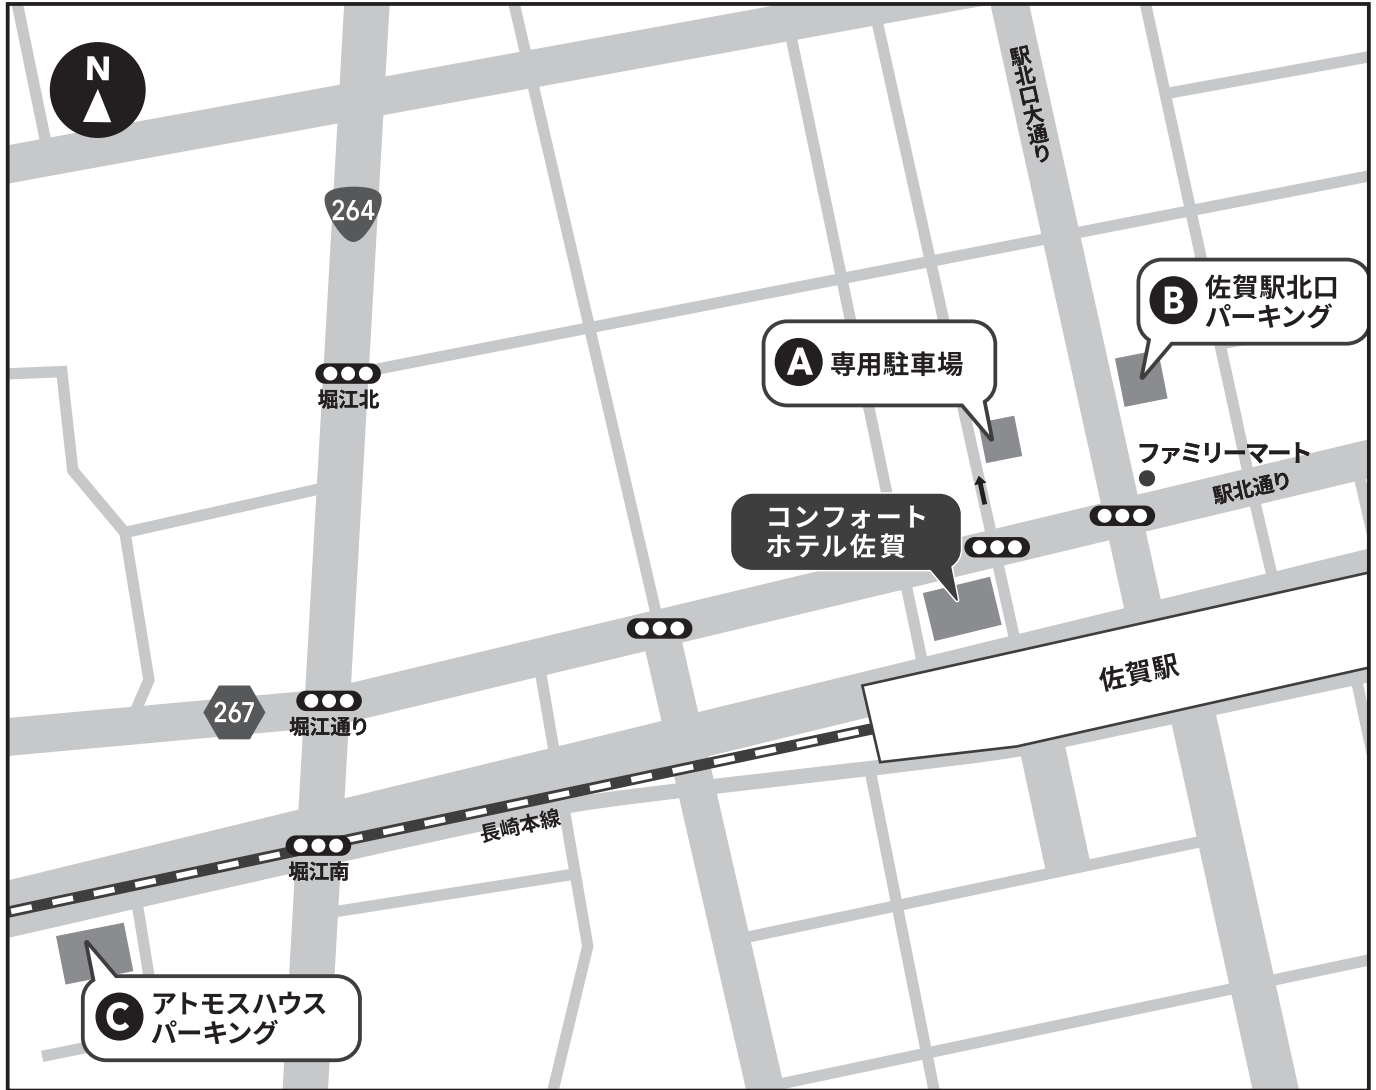 N
駅北口大通り
264
B
佐賀駅北口
パーキング
A
専用駐車場
堀江北
ファミリーマート
駅北通り
コンフォート
ホテル佐賀
佐賀駅
267
堀江通り
長崎本線
堀江南
C
アトモスハウス
パーキング